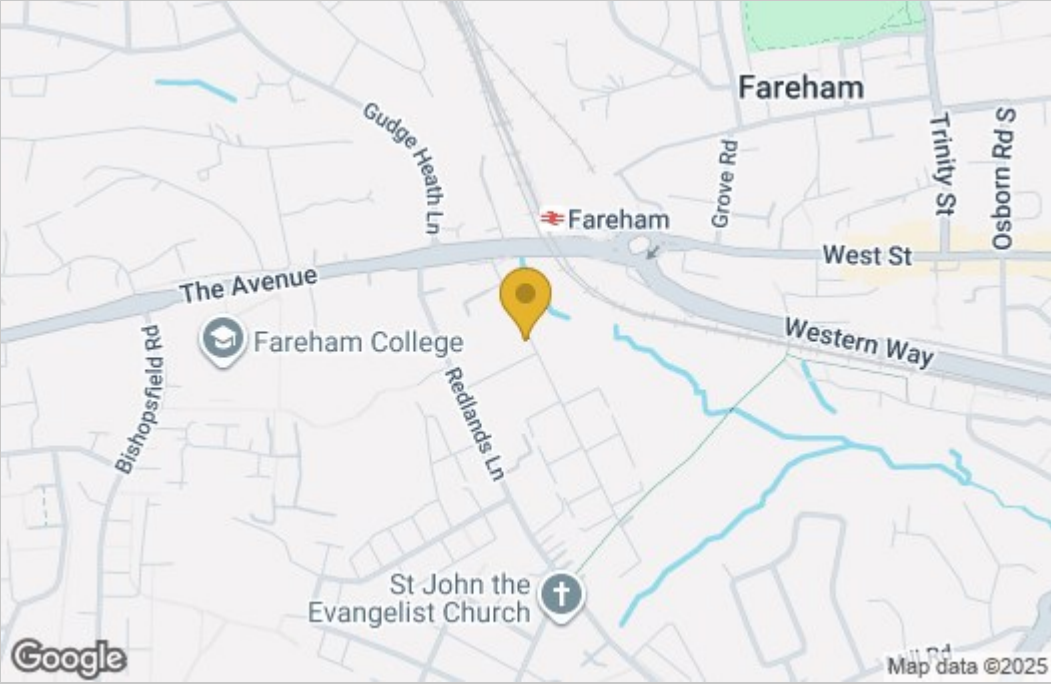 Fareham
Gudge Heath Ln
Trinity St
Osborn Rd S
Grove Rd
Fareham
West St
The Avenue
Fareham College
Western Way
Bishopsfield Rd
Redlands Ln
St John the
Evangelist Church
Google
Map data ©2025